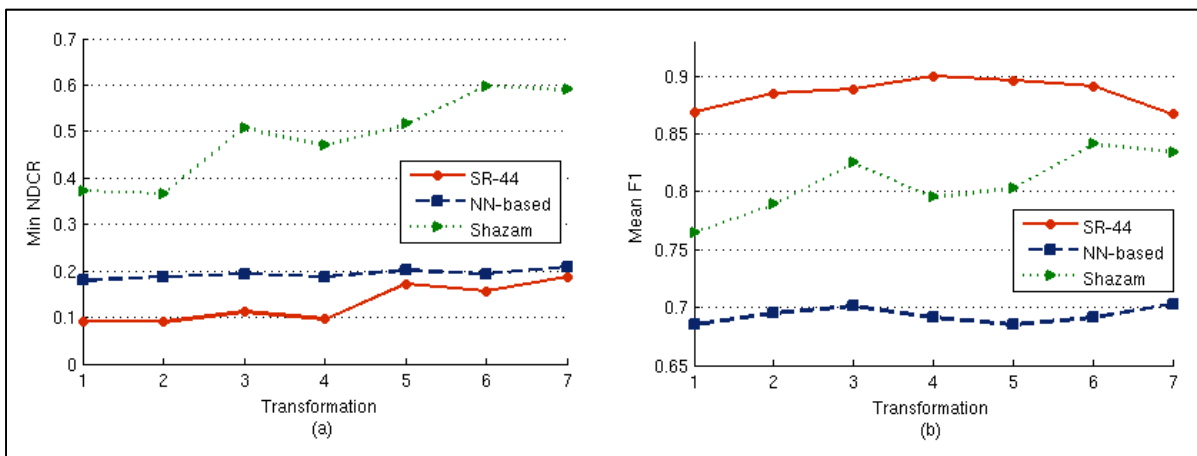 Min NDCR
0.7
0.6
0.5
0.4
0.3
0.2
0.1
0
SR-44
NN-based
Shazam
1 2 3 4 5 6 7
Transformation
(a)
Mean F1
0.9
0.85
0.8
0.75
0.7
0.65
SR-44
NN-based
Shazam
1 2 3 4 5 6 7
Transformation
(b)